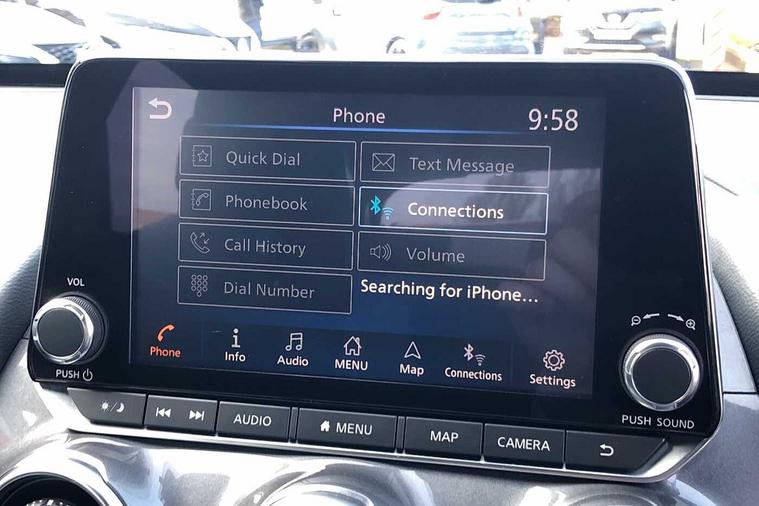 Phone
9:58
Quick Dial
Text Message
Phonebook
Connections
Call History
Volume
Dial Number
Searching for iPhone...
Phone
Info
Audio
MENU
Map
Connections
Settings
VOL
PUSH
PUSH SOUND
AUDIO
MENU
MAP
CAMERA